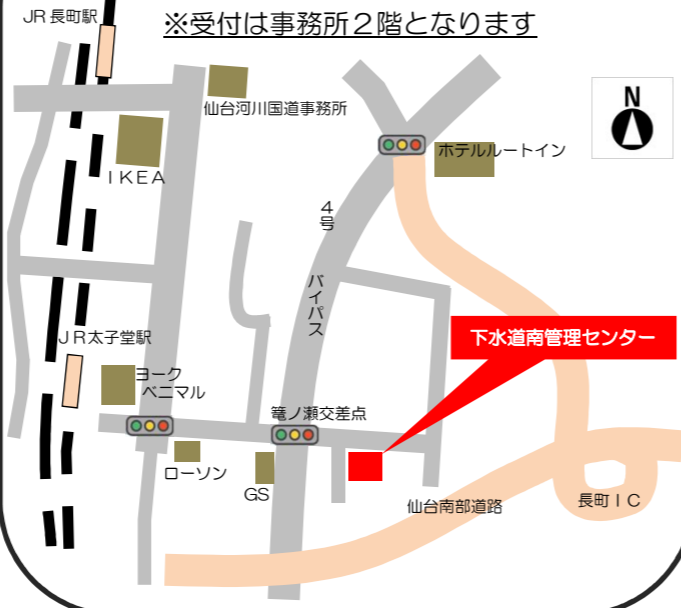 JR長町駅
※受付は事務所２階となります
仙台河川国道事務所
N
ホテルルートイン
ＩＫＥＡ
４号
バイパス
ＪＲ太子堂駅
下水道南管理センター
ヨーク
ベニマル
篭ノ瀬交差点
ローソン
GS
仙台南部道路
長町ＩＣ